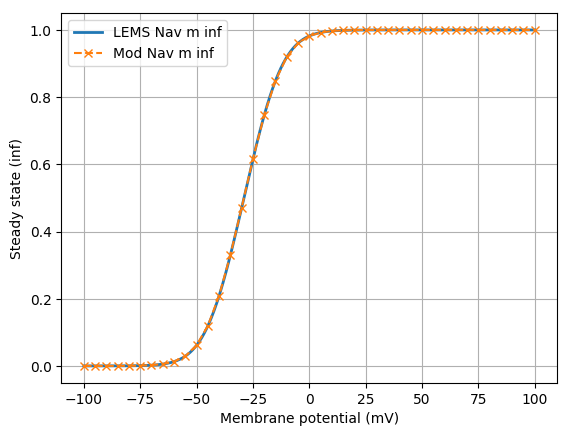 LEMS Nav m inf
Mod Nav m inf
Steady state (inf)
1.0
0.8
0.6
0.4
0.2
0.0
−100 −75 −50 −25 0 25 50 75 100
Membrane potential (mV)